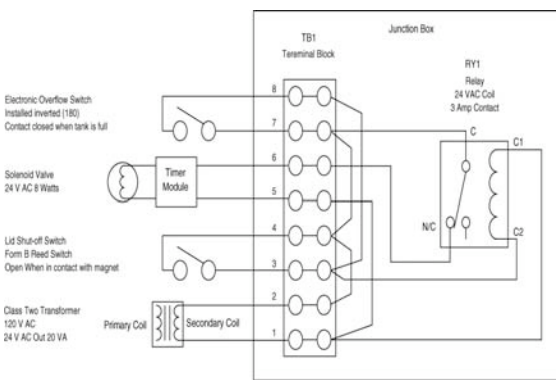 Junction Box
TB1
Tereminal Block
RY1
Relay
24 VAC Coil
3 Amp Contact
Electronic Overflow Switch
Installed inverted (180)
Contact closed when tank is full
8
7
C
C1
Solenoid Valve
24 V AC 8 Watts
Timer
Module
6
5
N/C
C2
Lid Shut-off Switch
Form B Reed Switch
Open When in contact with magnet
4
3
Class Two Transformer
120 V AC
24 V AC Out 20 VA
Primary Coil
Secondary Coil
2
1